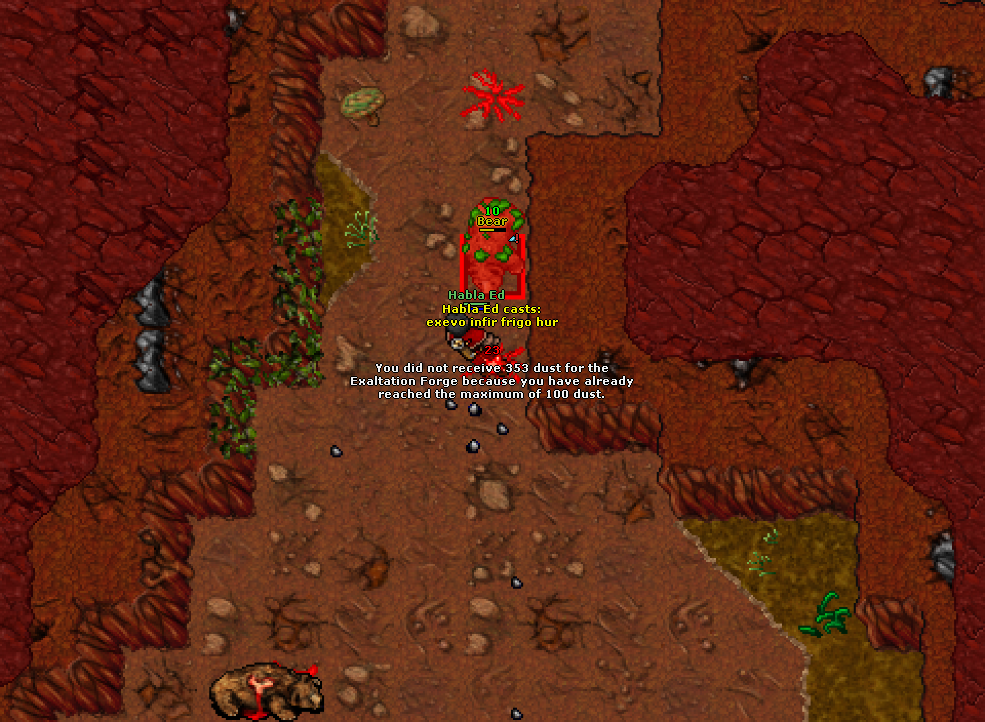 10
Bear
Habla Ed
Habla Ed casts:
exevo infir frigo hur
23
You did not receive 353 dust for the
Exaltation Forge because you have already
reached the maximum of 100 dust.